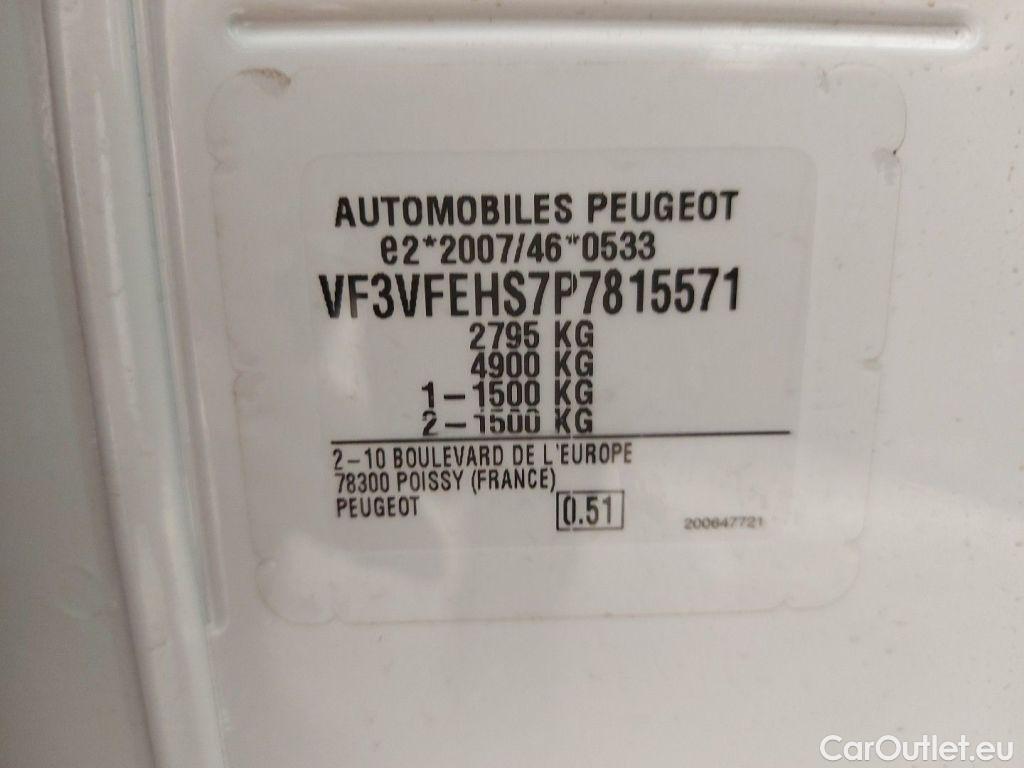 AUTOMOBILES PEUGEOT
e2*2007/46*0533
VF3VFEHS7P7815571
2795 KG
4900 KG
1-1500 KG
2-1500 KG
2-10 BOULEVARD DE L'EUROPE
78300 POISSY (FRANCE)
PEUGEOT
0.51
200647721
CarOutlet.eu